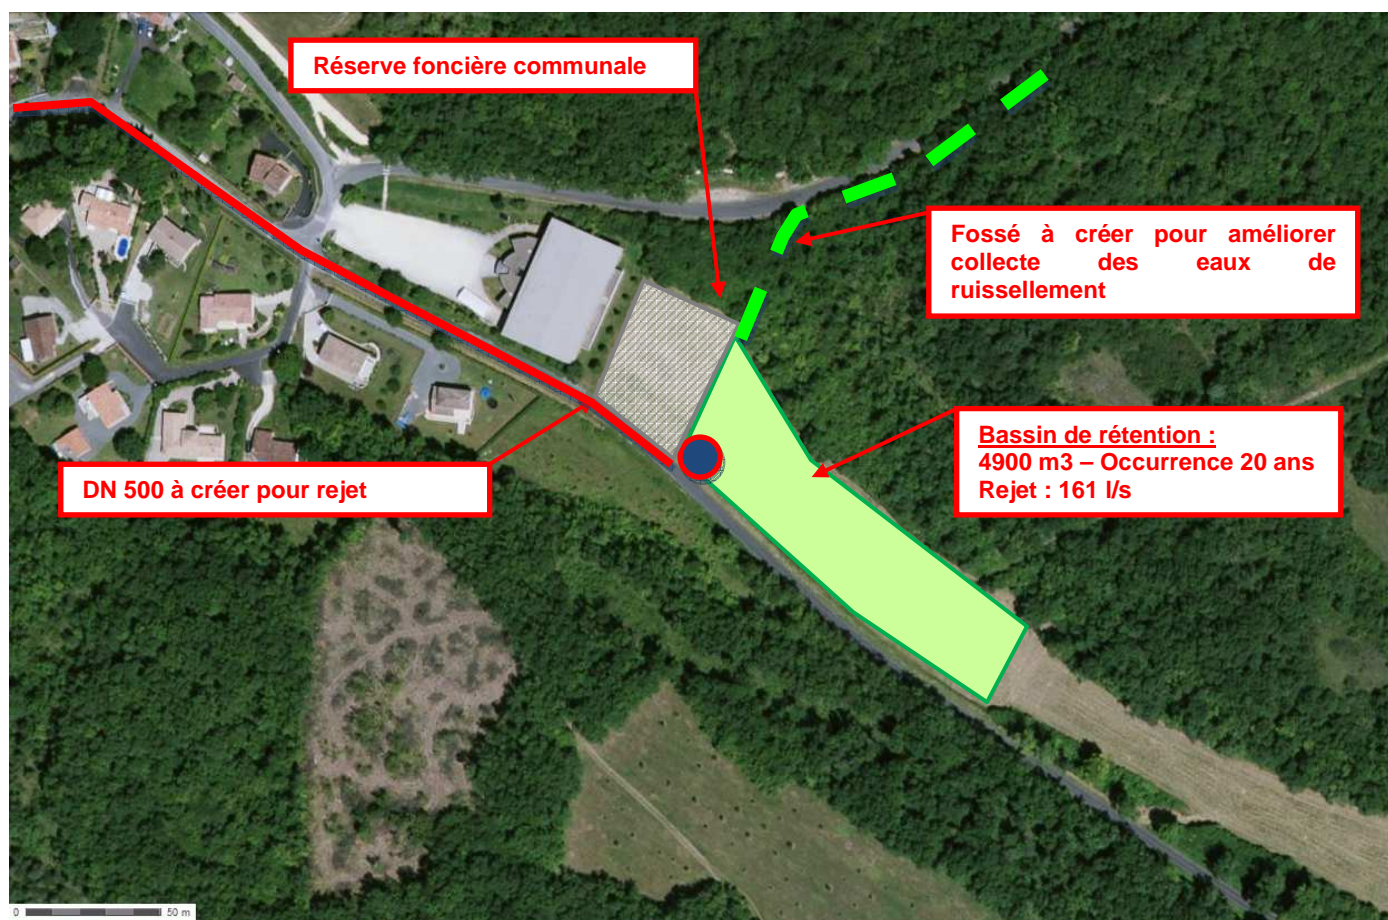 Réserve foncière communale
Fossé à créer pour améliorer
collecte des eaux de
ruissellement
Bassin de rétention :
4900 m3 – Occurrence 20 ans
Rejet : 161 l/s
DN 500 à créer pour rejet
0 50 m